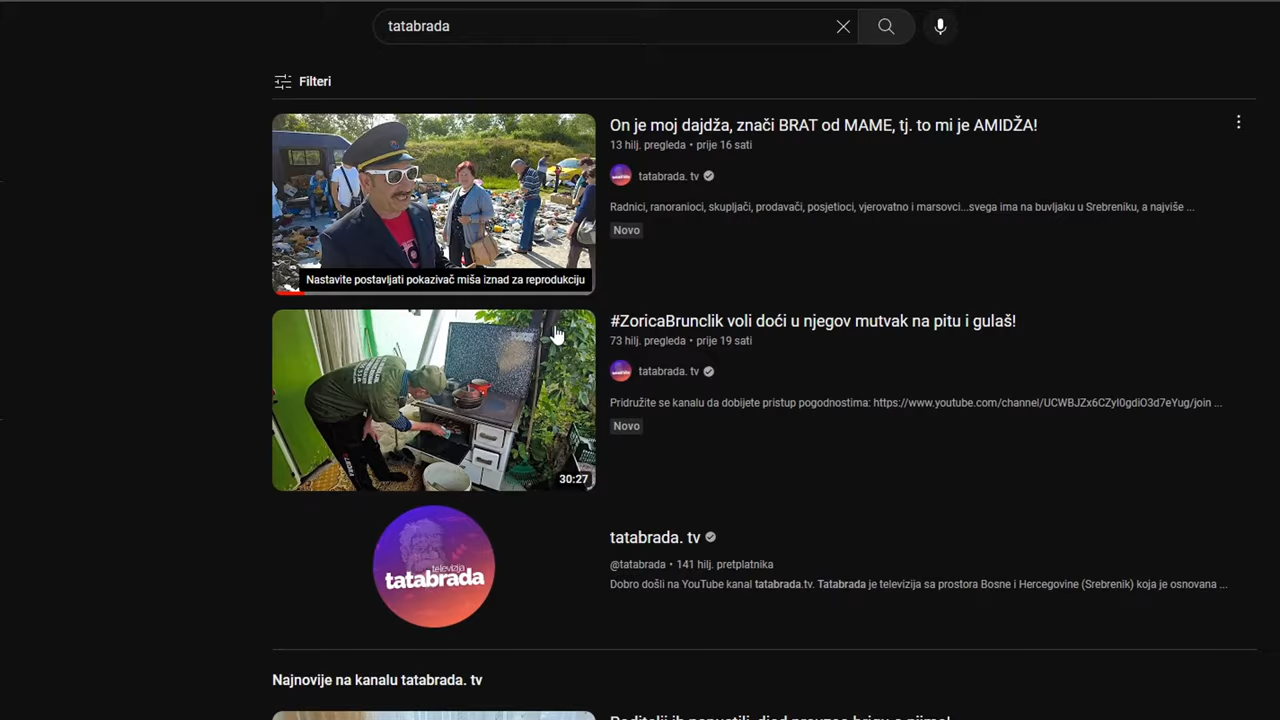 tatabrada
Filteri
On je moj dajdža, znači BRAT od MAME, tj. to mi je AMIDŽA!
13 hilj. pregleda • prije 16 sati
tatabrada. tv
Radnici, ranoranioci, skupljači, prodavači, posjetioci, vjerovatno i marsovci...svega ima na buvljaku u Srebreniku, a najviše ...
Novo
Nastavite postavljati pokazivač miša iznad za reprodukciju
#ZoricaBrunclik voli doći u njegov mutvak na pitu i gulaš!
73 hilj. pregleda • prije 19 sati
tatabrada. tv
Pridružite se kanalu da dobijete pristup pogodnostima: https://www.youtube.com/channel/UCWBJZx6CZyI0gdiO3d7eYug/join ...
Novo
30:27
televizija
tatabrada
tatabrada. tv
@tatabrada • 141 hilj. pretplatnika
Dobro došli na YouTube kanal tatabrada.tv. Tatabrada je televizija sa prostora Bosne i Hercegovine (Srebrenik) koja je osnovana ...
Najnovije na kanalu tatabrada. tv